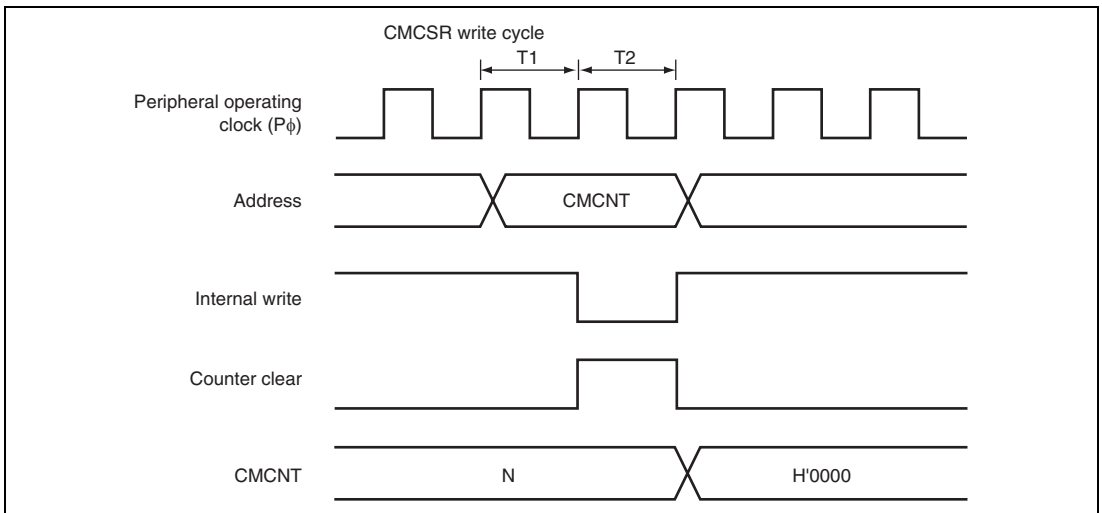 CMCSR write cycle
T1
T2
Peripheral operating
clock (Pϕ)
Address
CMCNT
Internal write
Counter clear
CMCNT
N
H'0000